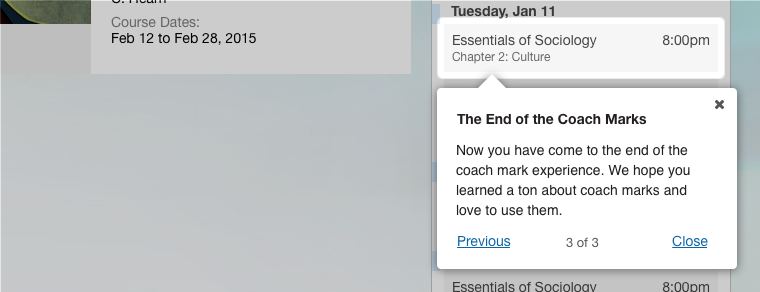 Course Dates:
Feb 12 to Feb 28, 2015
Tuesday, Jan 11
Essentials of Sociology 8:00pm
Chapter 2: Culture
The End of the Coach Marks
Now you have come to the end of the
coach mark experience. We hope you
learned a ton about coach marks and
love to use them.
Previous 3 of 3 Close
Essentials of Sociology 8:00pm